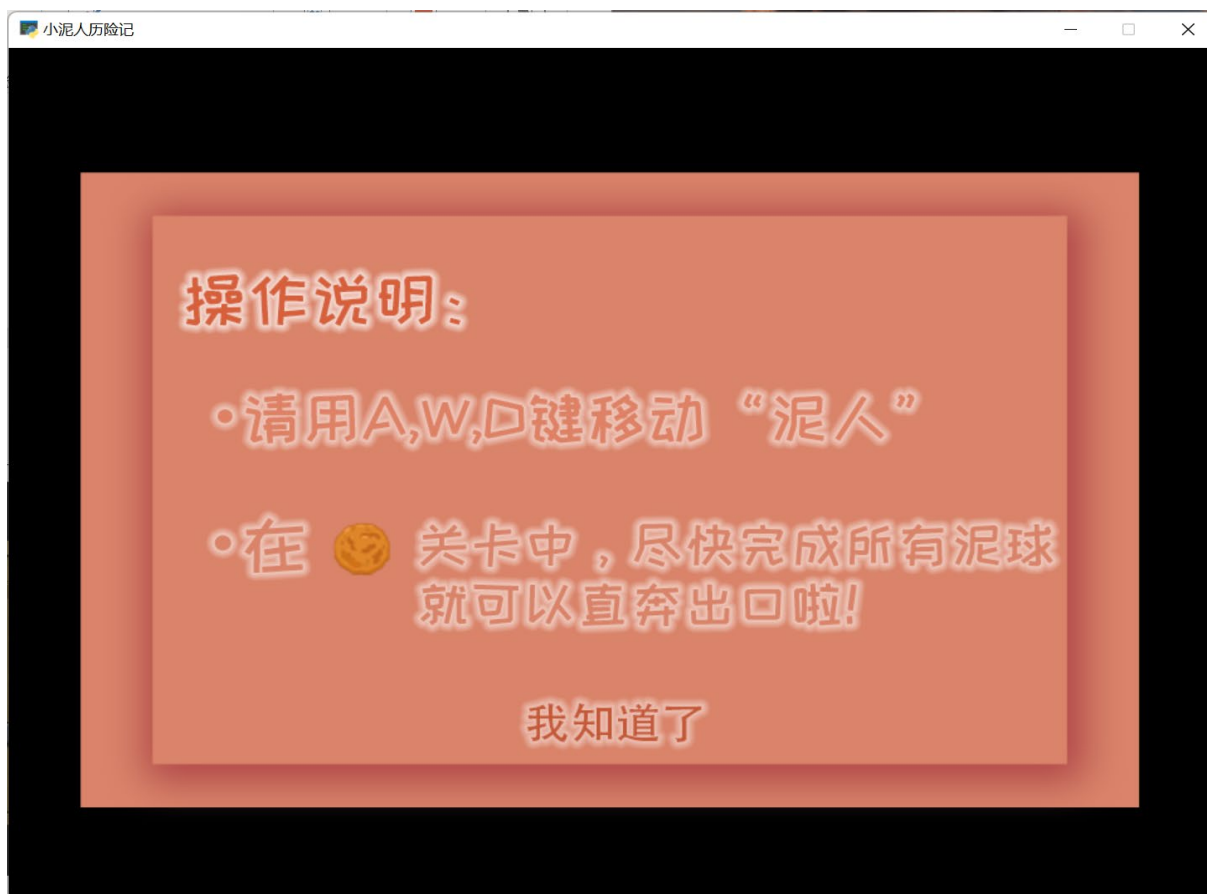 小泥人历险记
操作说明:
•请用A,W,D键移动“泥人”
•在 关卡中,尽快完成所有泥球
就可以直奔出口啦!
我知道了